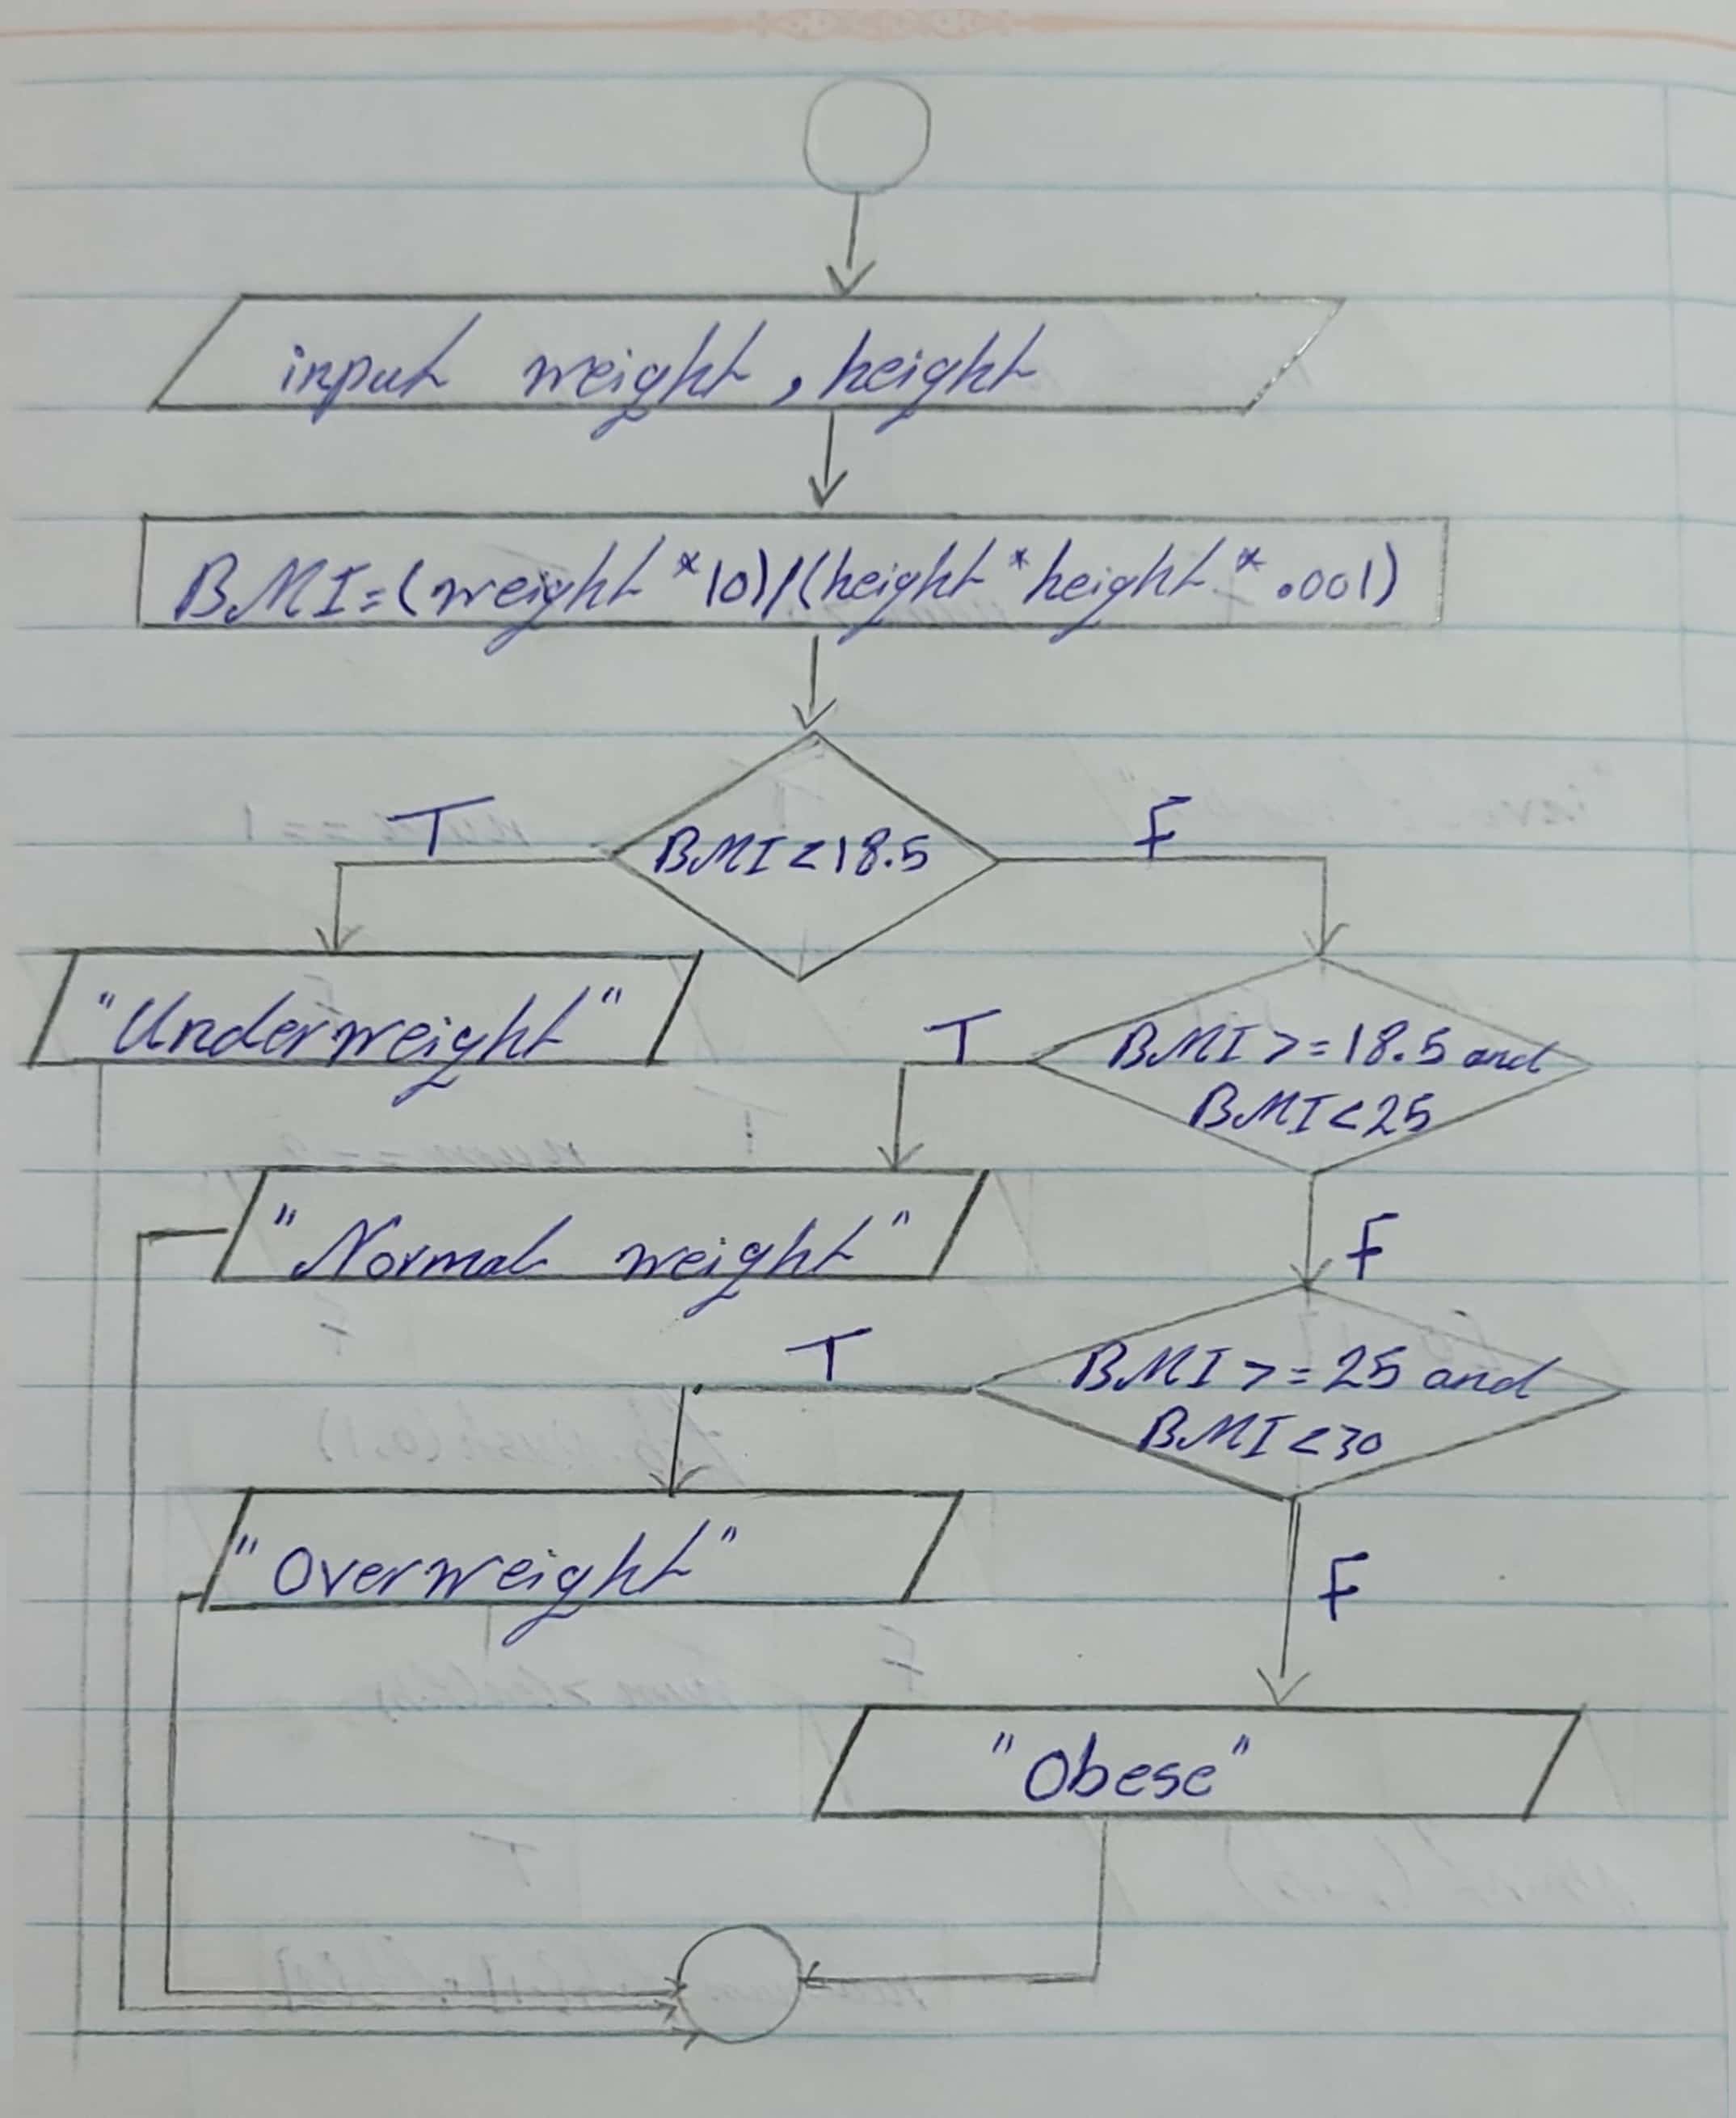 input weight, height
BMI=(weight*10)/(height*height*.001)
T
BMI<18.5
F
"Underweight"
T
BMI>=18.5 and
BMI<25
"Normal weight"
F
T
BMI>=25 and
BMI<30
"Overweight"
F
"Obese"